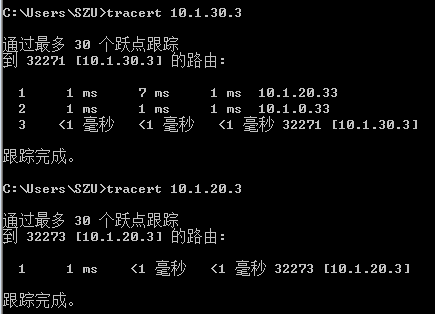 C:\Users\SZU>tracert 10.1.30.3
通过最多 30 个跃点跟踪
到 32271 [10.1.30.3] 的路由:
1 1 ms 7 ms 1 ms 10.1.20.33
2 1 ms 1 ms 1 ms 10.1.0.33
3 <1 毫秒 <1 毫秒 <1 毫秒 32271 [10.1.30.3]
跟踪完成。
C:\Users\SZU>tracert 10.1.20.3
通过最多 30 个跃点跟踪
到 32273 [10.1.20.3] 的路由:
1 1 ms <1 毫秒 <1 毫秒 32273 [10.1.20.3]
跟踪完成。